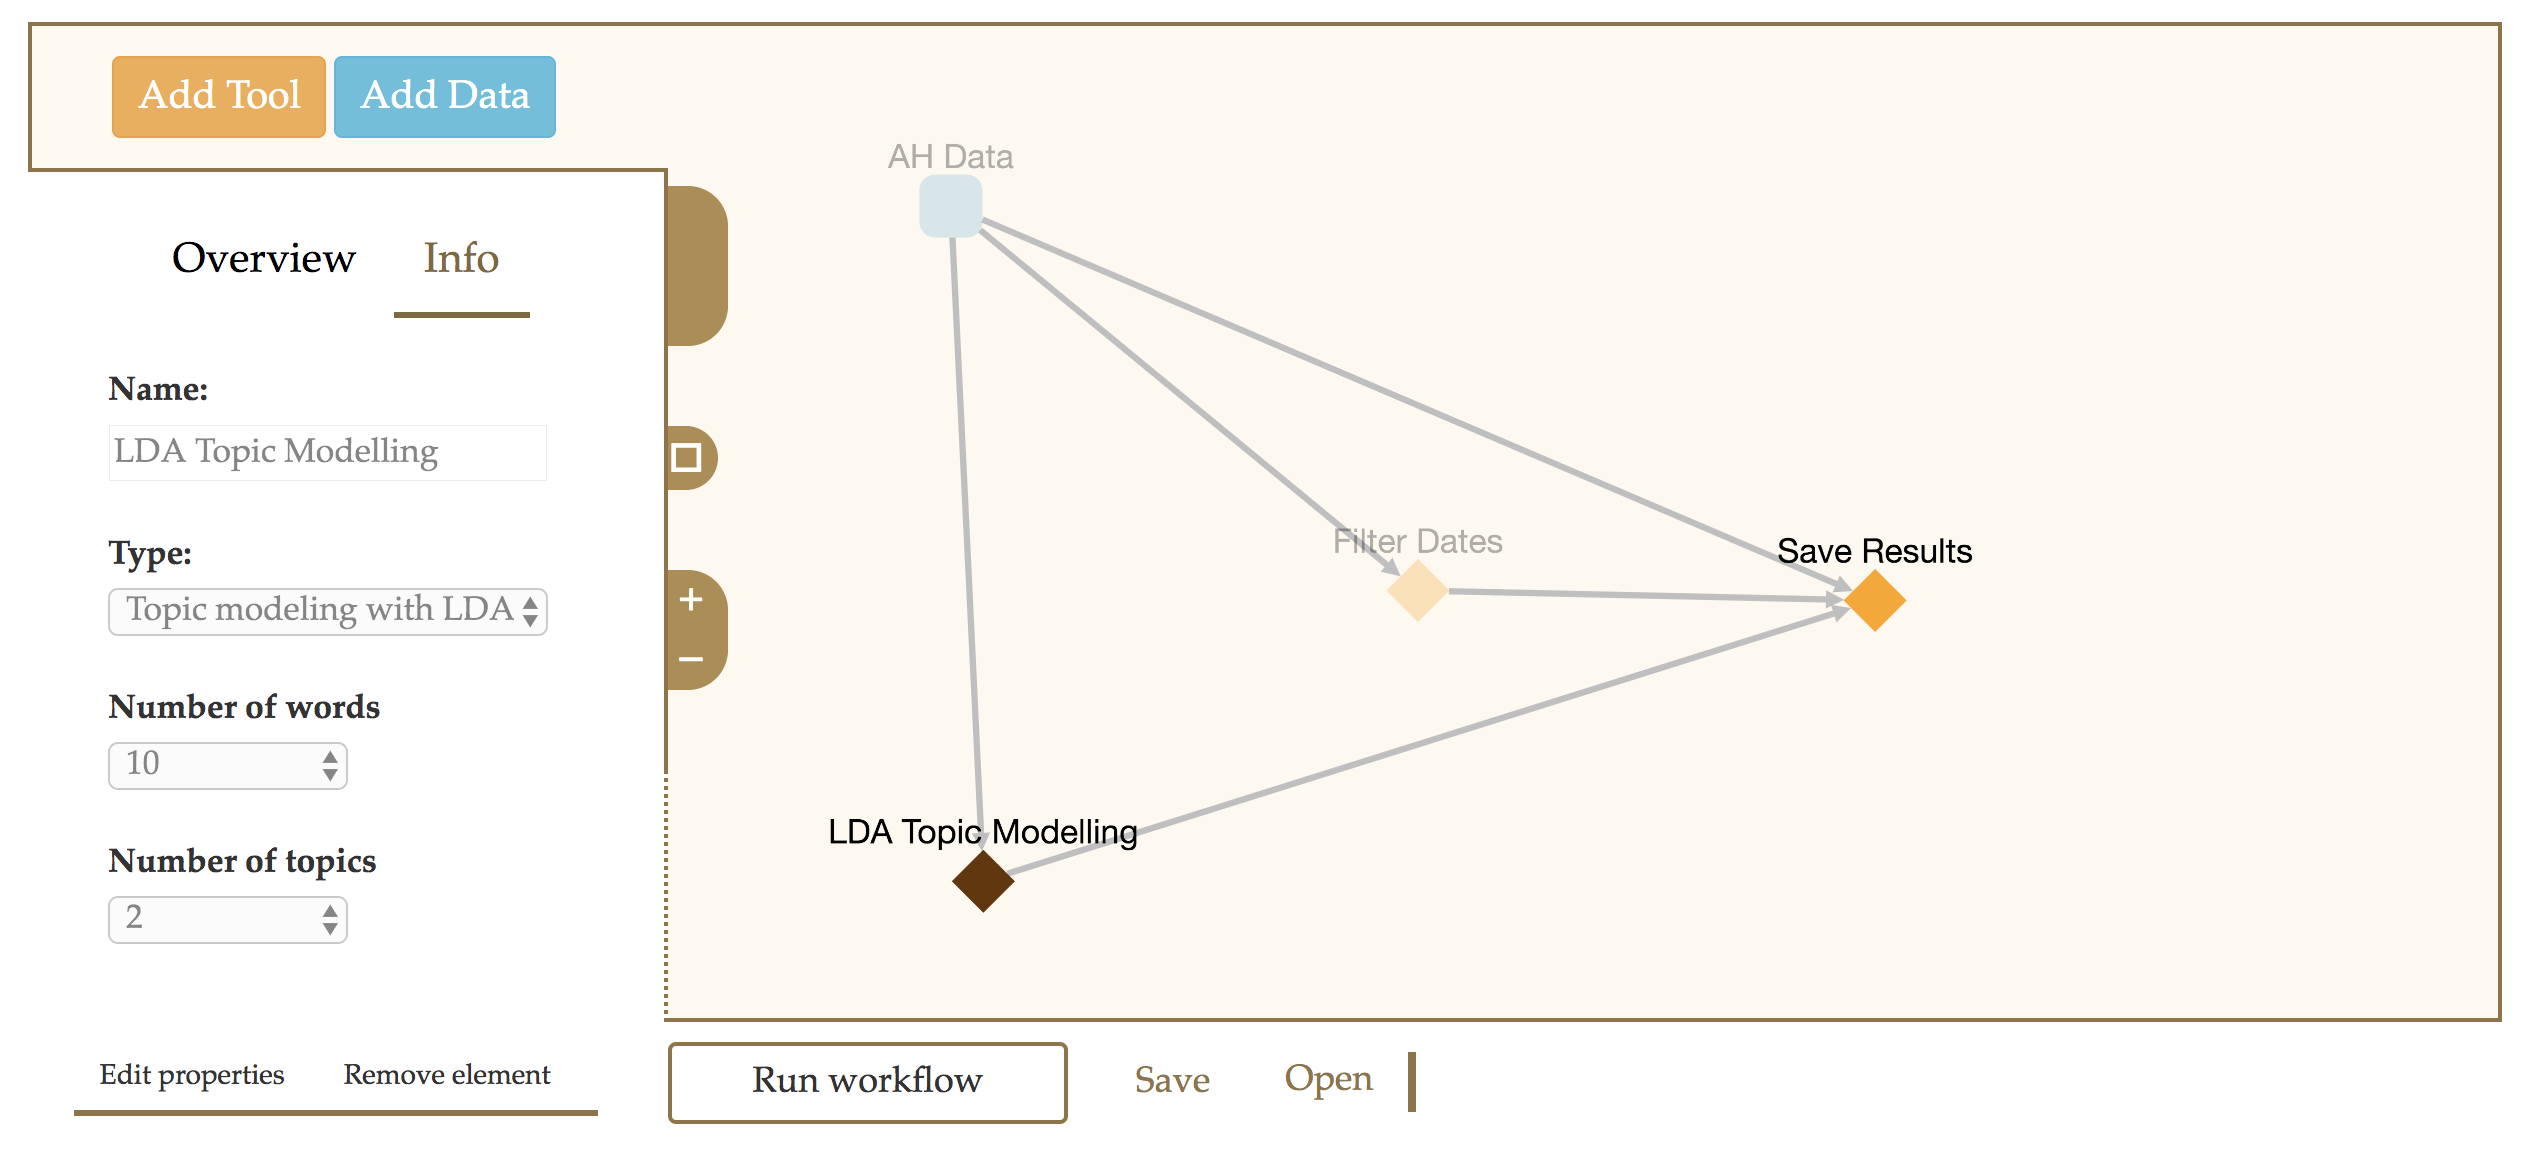 Add Tool Add Data
Overview Info
Name:
LDA Topic Modelling
Type:
Topic modeling with LDA
Number of words
10
Number of topics
2
Edit properties Remove element
AH Data
Filter Dates
Save Results
LDA Topic Modelling
+
−
Run workflow Save Open